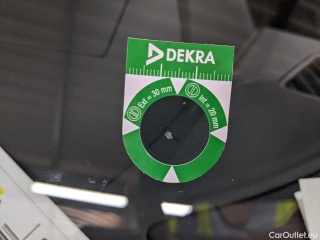 DEKRA
Ext = 30 mm
Int = 20 mm
CarOutlet.eu